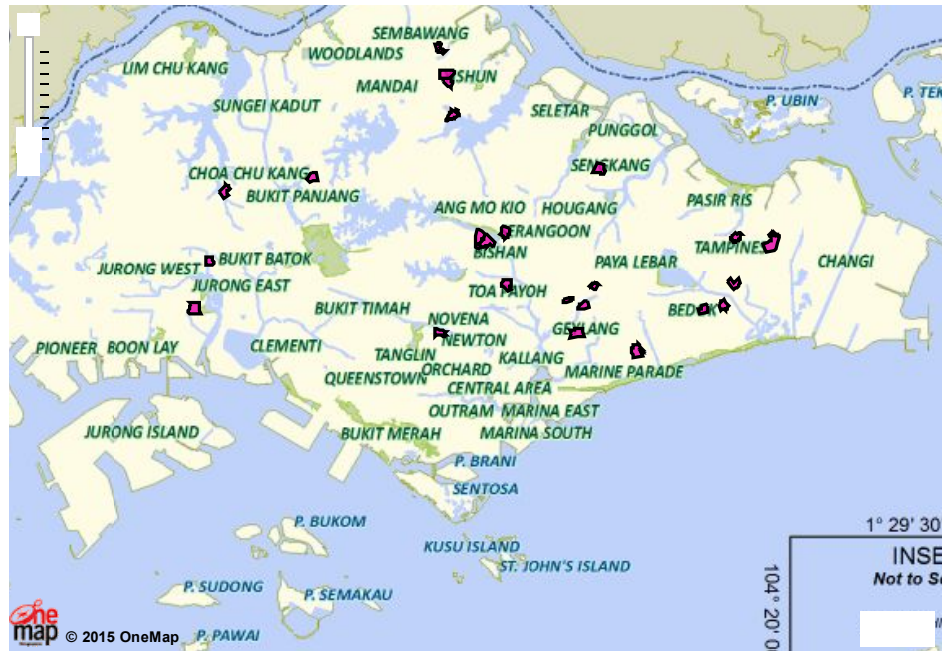 SEMBAWANG
WOODLANDS
LIM CHU KANG
SHUN
MANDAI
SUNGEI KADUT
SELETAR
P. UBIN
P. TEK
PUNGGOL
SENGKANG
CHOA CHU KANG
BUKIT PANJANG
PASIR RIS
ANG MO KIO
HOUGANG
ERANGOON
BISHAN
TAMPINES
JURONG WEST
BUKIT BATOK
PAYA LEBAR
CHANGI
JURONG EAST
TOA PAYOH
BUKIT TIMAH
BEDOK
NOVENA
GEYLANG
NEWTON
PIONEER
BOON LAY
CLEMENTI
TANGLIN
KALLANG
ORCHARD
MARINE PARADE
QUEENSTOWN
CENTRAL AREA
OUTRAM
MARINA EAST
JURONG ISLAND
BUKIT MERAH
MARINA SOUTH
P. BRANI
SENTOSA
P. BUKOM
KUSU ISLAND
ST. JOHN'S ISLAND
P. SUDONG
P. SEMAKAU
P. PAWAI
1° 29' 30
INSE
Not to S
104° 20' 0
One
map © 2015 OneMap